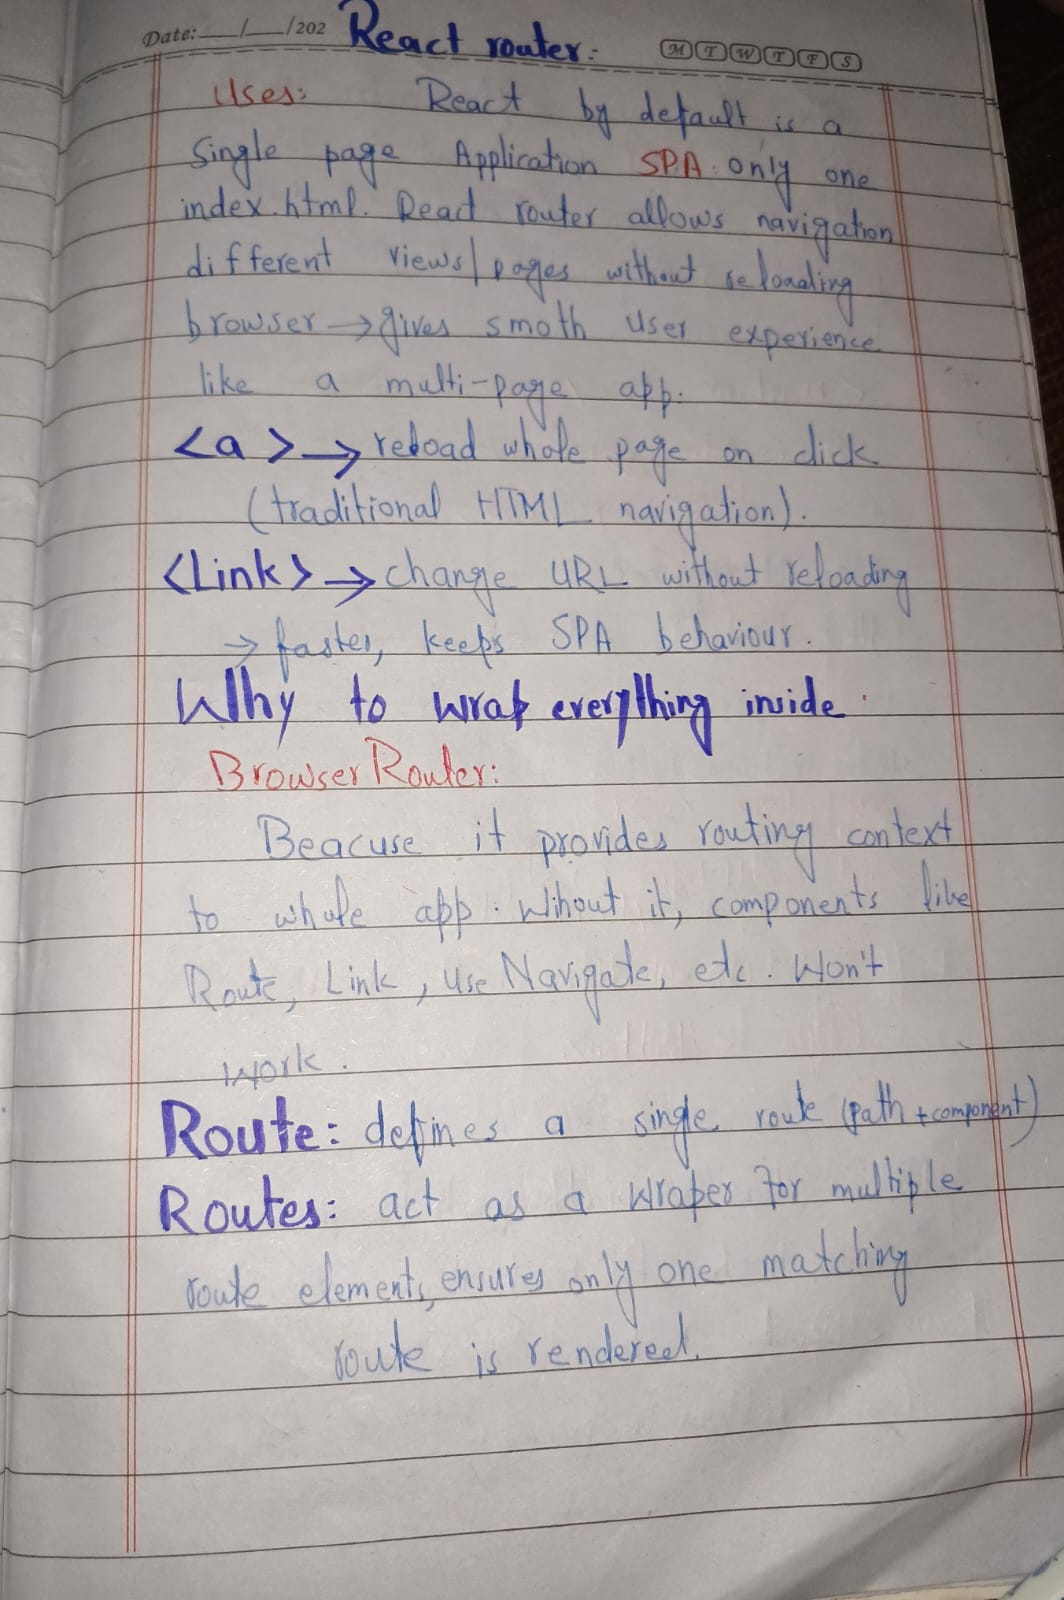 Date: __/__/202 React router: M T W T F S
Uses: React by default is a
Single page Application SPA. only one
index.html. React router allows navigation
different views/pages without reloading
browser → gives smoth user experience
like a multi-page app.
<a> → reload whole page on click
(traditional HTML navigation).
<Link> → change URL without reloading
→ faster, keeps SPA behaviour.
Why to wrap everything inside
BrowserRouter:
Beacuse it provides routing context
to whole app. Wihout it, components like
Route, Link, Use Navigate, etc. Won't
work.
Route: defines a single route (path + component)
Routes: act as a wraper for multiple
route elements, ensures only one matching
route is rendered.